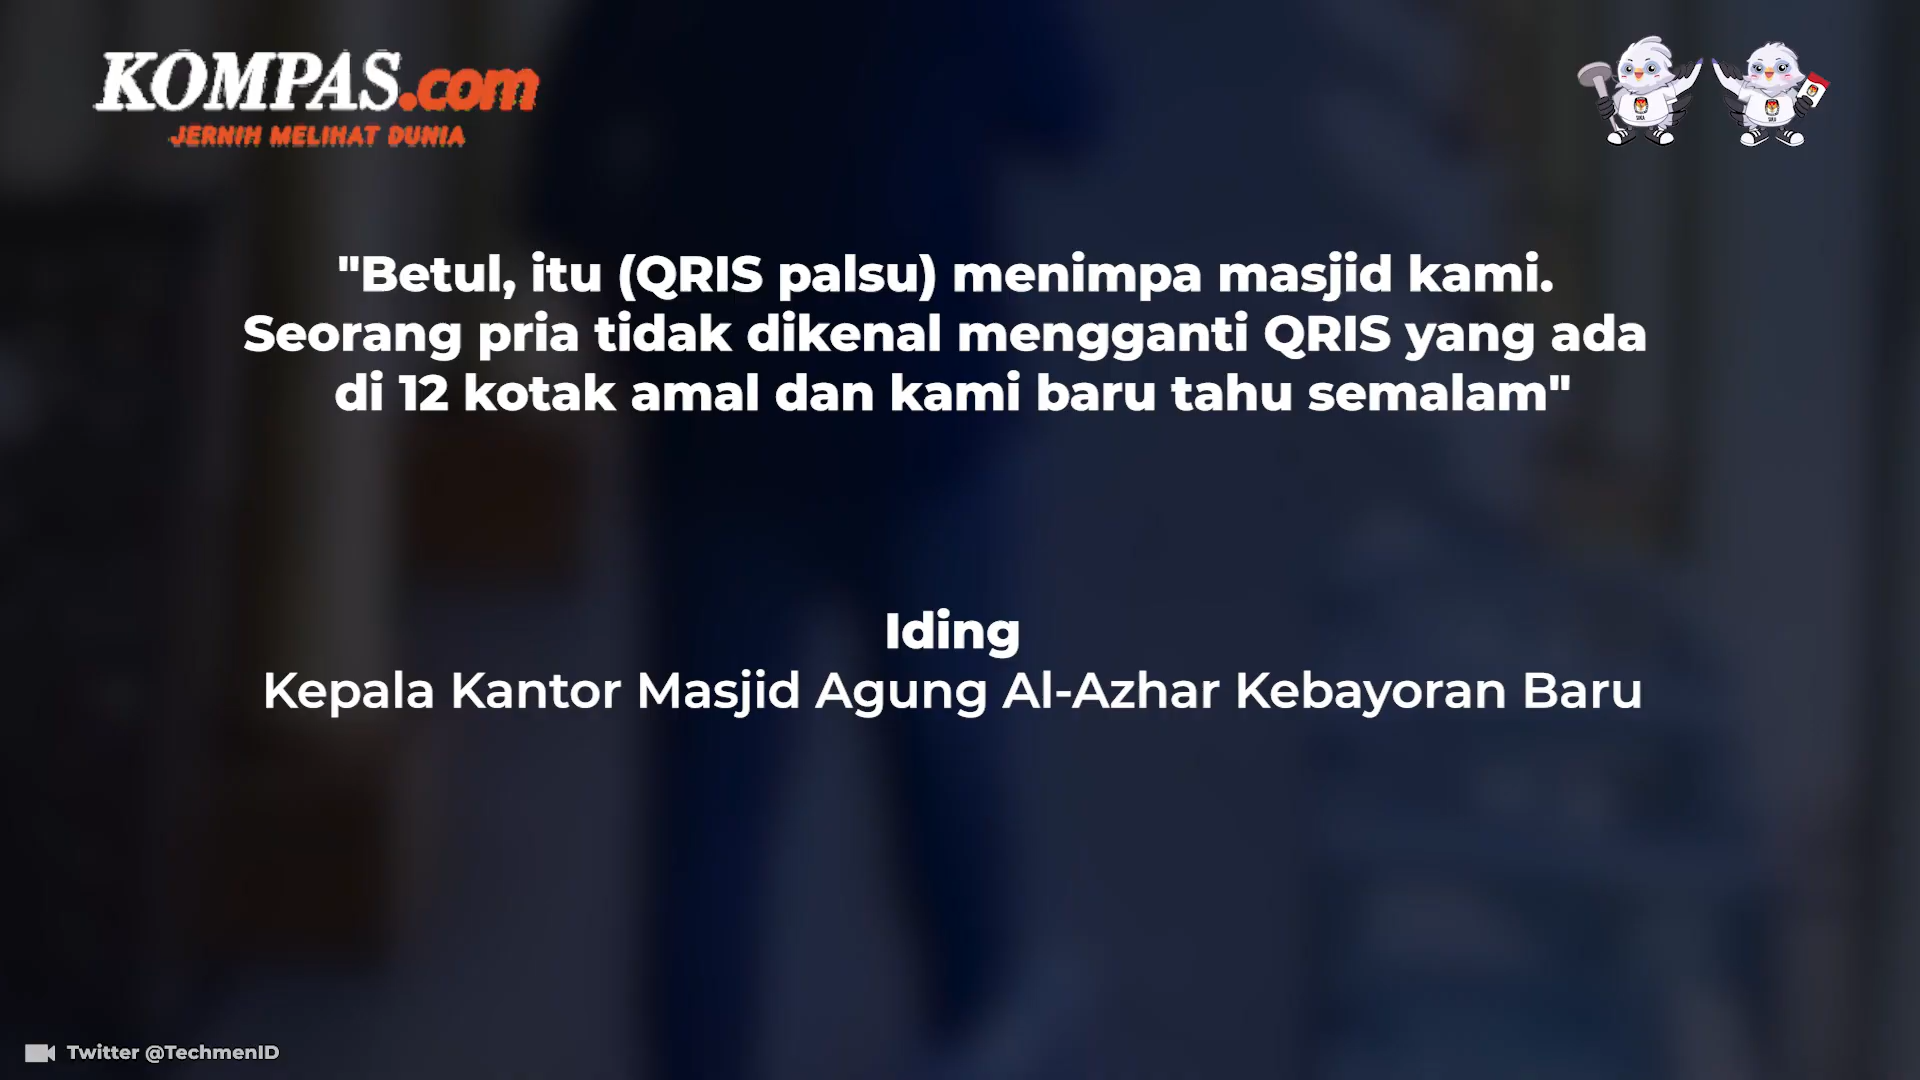 KOMPAS.com
JERNIH MELIHAT DUNIA
"Betul, itu (QRIS palsu) menimpa masjid kami.
Seorang pria tidak dikenal mengganti QRIS yang ada
di 12 kotak amal dan kami baru tahu semalam"
Iding
Kepala Kantor Masjid Agung Al-Azhar Kebayoran Baru
Twitter @TechmenID